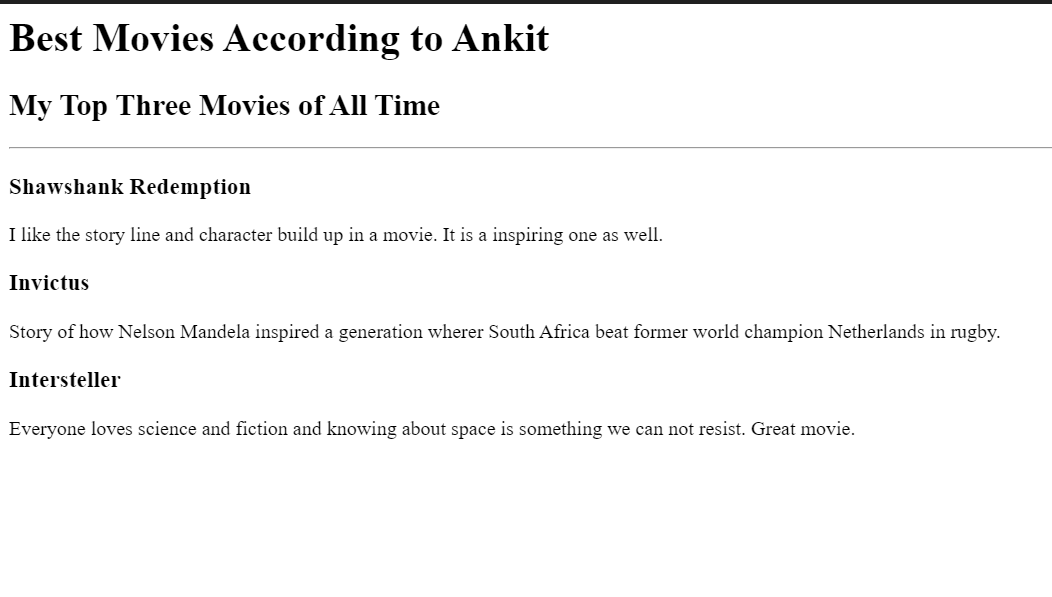 Best Movies According to Ankit
My Top Three Movies of All Time
Shawshank Redemption
I like the story line and character build up in a movie. It is a inspiring one as well.
Invictus
Story of how Nelson Mandela inspired a generation wherer South Africa beat former world champion Netherlands in rugby.
Intersteller
Everyone loves science and fiction and knowing about space is something we can not resist. Great movie.